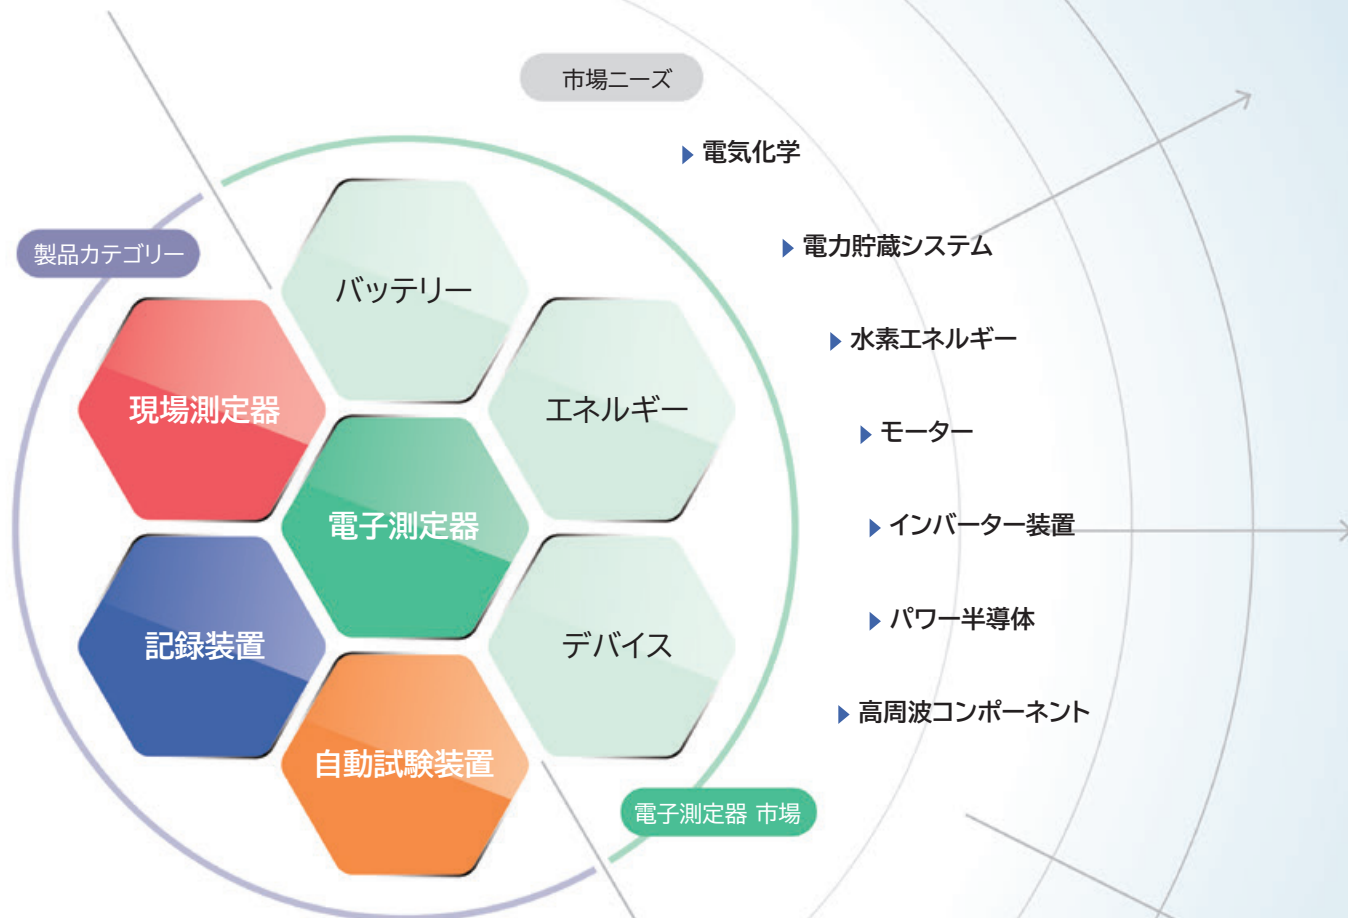 市場ニーズ
電気化学
電力貯蔵システム
水素エネルギー
モーター
インバーター装置
パワー半導体
高周波コンポーネント
製品カテゴリー
バッテリー
現場測定器
エネルギー
電子測定器
記録装置
デバイス
自動試験装置
電子測定器 市場